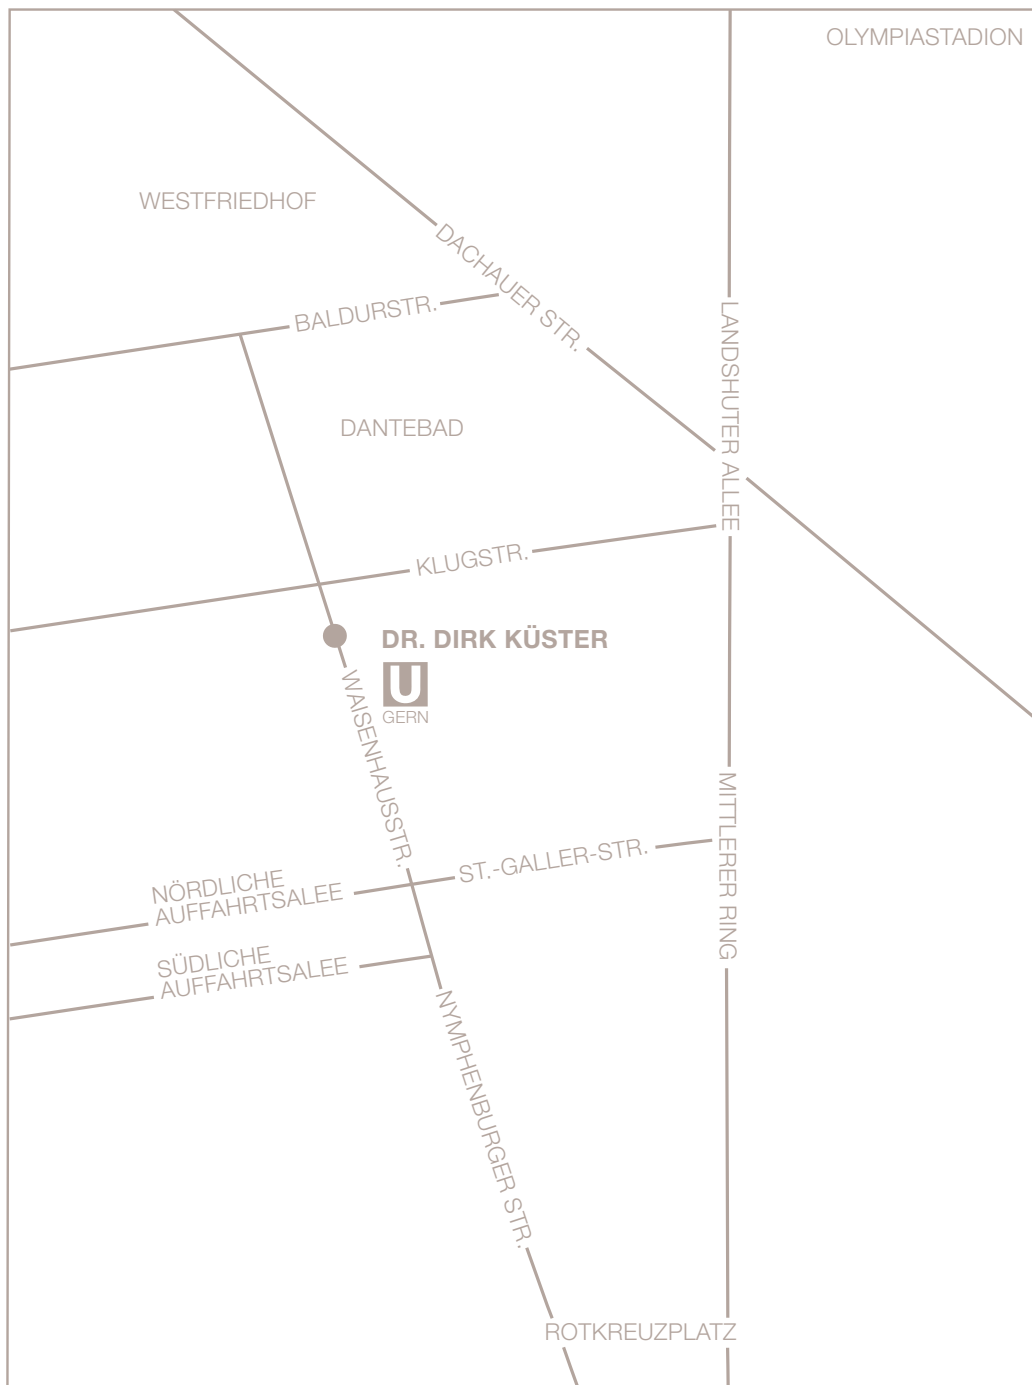 OLYMPIASTADION
WESTFRIEDHOF
DACHAUER STR.
BALDURSTR.
LANDSHUTER ALLEE
DANTEBAD
KLUGSTR.
DR. DIRK KÜSTER
U
GERN
WAISENHAUSSTR.
MITTLERER RING
ST.-GALLER-STR.
NÖRDLICHE
AUFFAHRTSALEE
SÜDLICHE
AUFFAHRTSALEE
NYMPHENBURGER STR.
ROTKREUZPLATZ